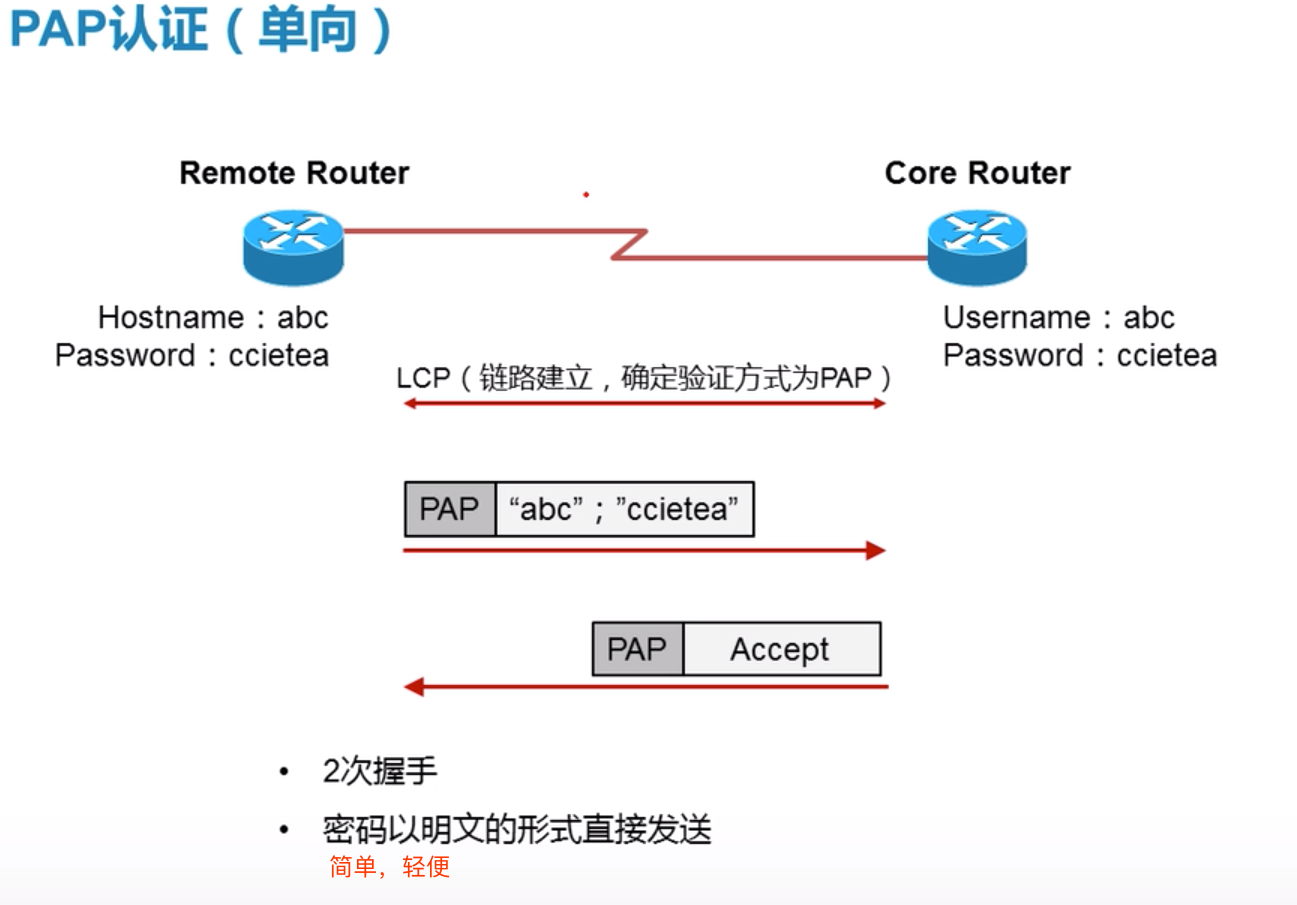 PAP认证（单向）
Remote Router
Core Router
Hostname：abc
Password：ccietea
Username：abc
Password：ccietea
LCP（链路建立，确定验证方式为PAP）
PAP “abc”；”ccietea”
PAP Accept
• 2次握手
• 密码以明文的形式直接发送
简单，轻便